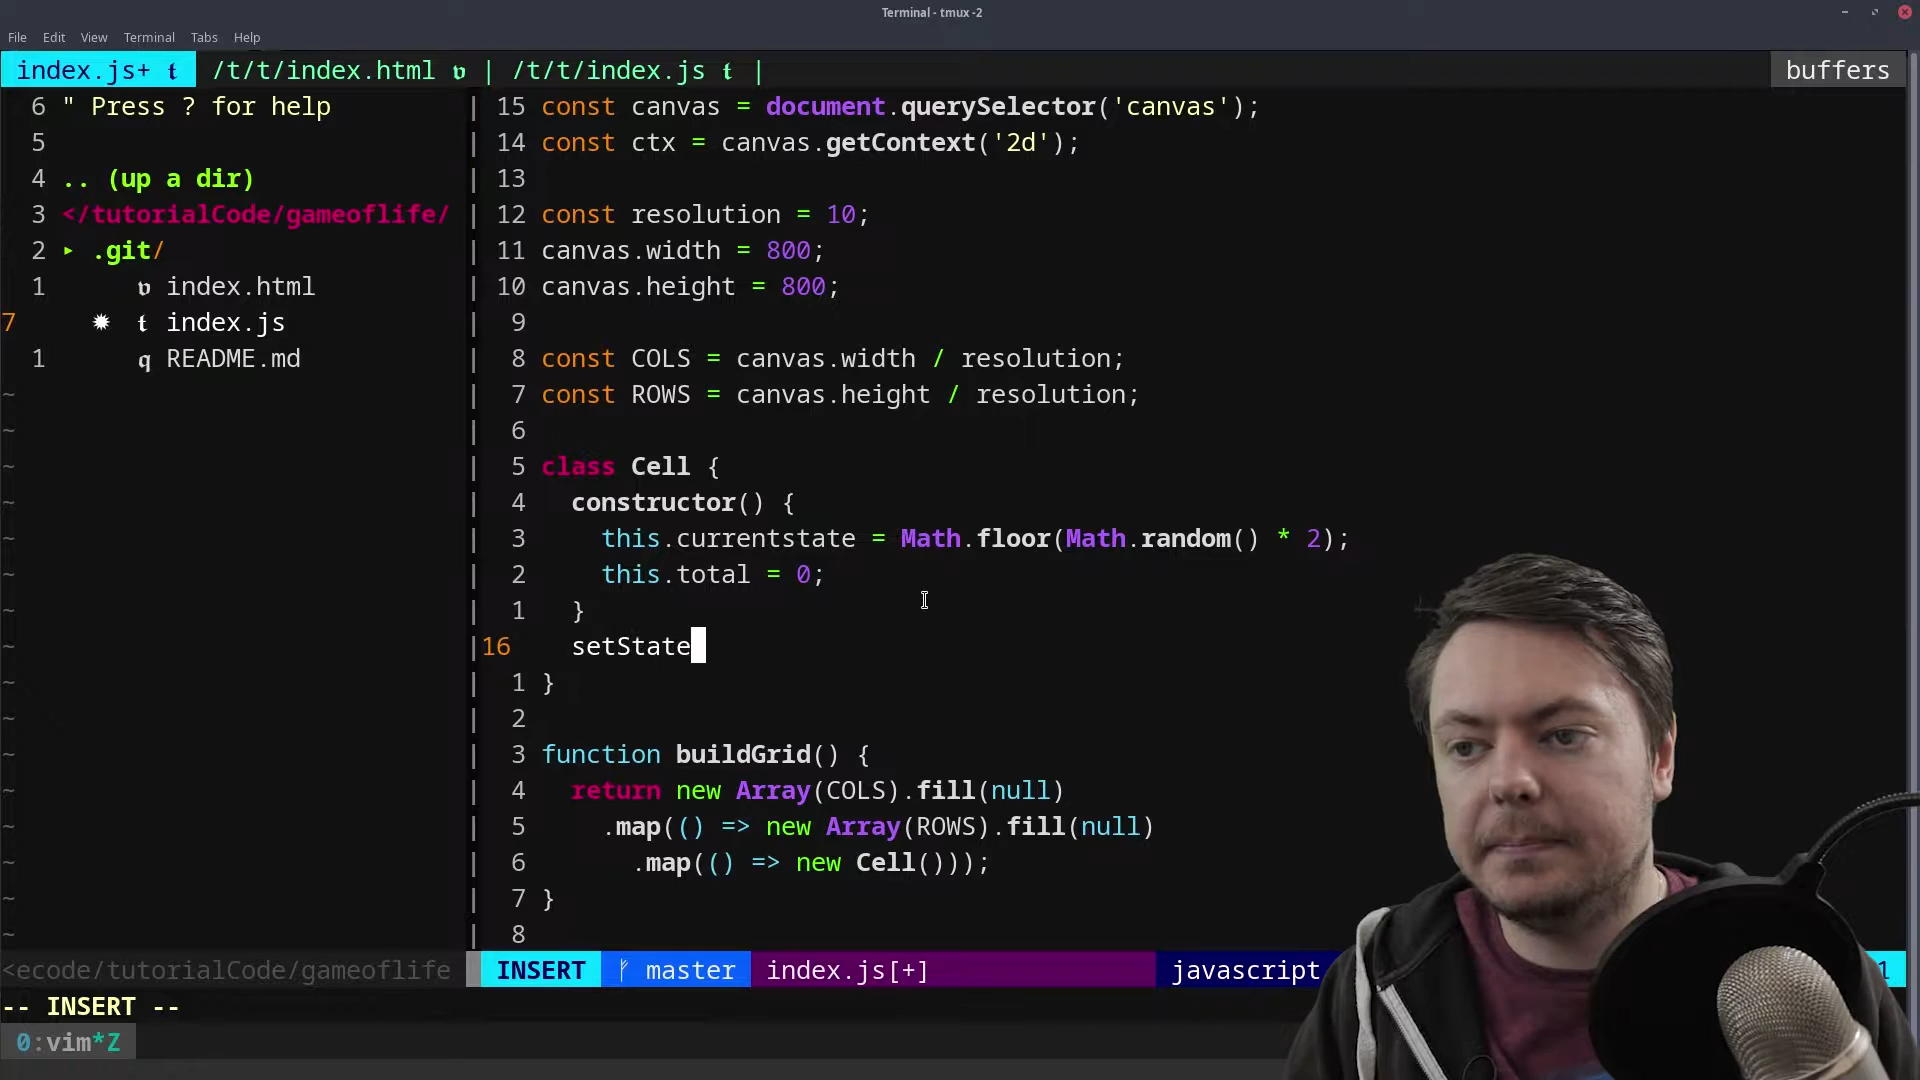 Terminal - tmux -2
File Edit View Terminal Tabs Help
index.js+ t /t/t/index.html v | /t/t/index.js t | buffers
6 " Press ? for help
5
4 .. (up a dir)
3 </tutorialCode/gameoflife/
2 ▸ .git/
1 v index.html
7 ✹ t index.js
1 q README.md
15 const canvas = document.querySelector('canvas');
14 const ctx = canvas.getContext('2d');
13
12 const resolution = 10;
11 canvas.width = 800;
10 canvas.height = 800;
9
8 const COLS = canvas.width / resolution;
7 const ROWS = canvas.height / resolution;
6
5 class Cell {
4 constructor() {
3 this.currentstate = Math.floor(Math.random() * 2);
2 this.total = 0;
1 }
16 setState
1 }
2
3 function buildGrid() {
4 return new Array(COLS).fill(null)
5 .map(() => new Array(ROWS).fill(null)
6 .map(() => new Cell()));
7 }
8
<ecode/tutorialCode/gameoflife INSERT master index.js[+] javascript 1
-- INSERT --
0:vim*Z